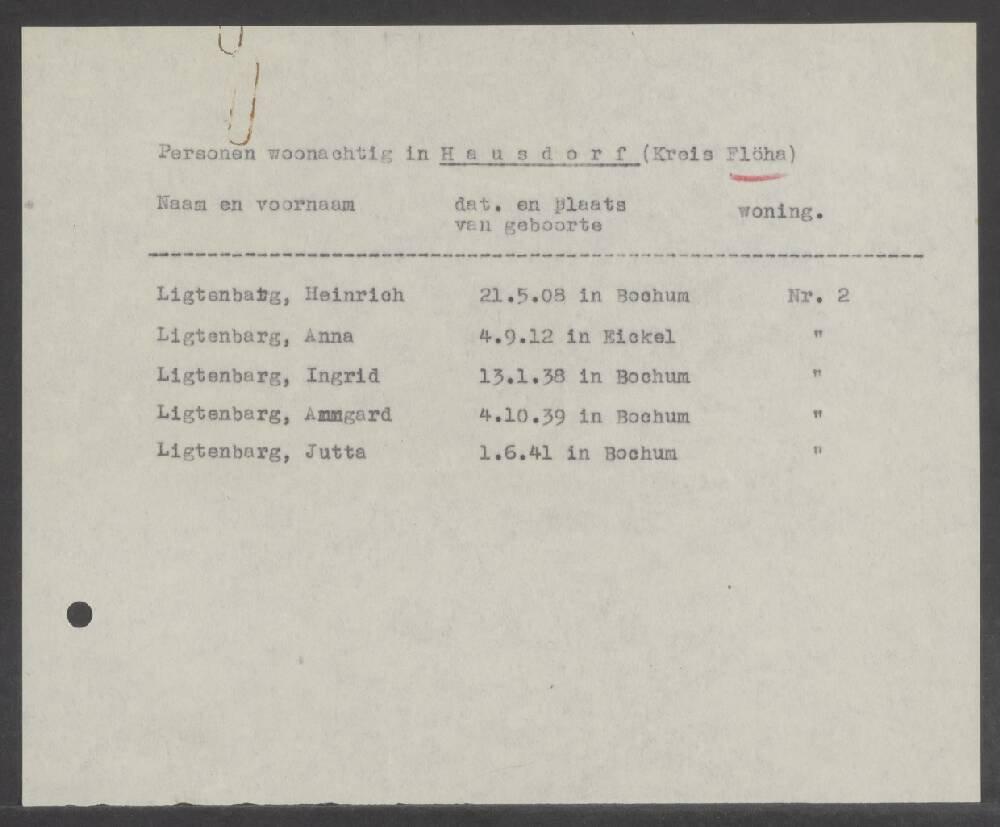 Personen woonachtig in H a u s d o r f (Kreis Flöha)
Naam en voornaam dat. en plaats woning.
van geboorte
Ligtenbarg, Heinrich 21.5.08 in Bochum Nr. 2
Ligtenbarg, Anna 4.9.12 in Eickel "
Ligtenbarg, Ingrid 13.1.38 in Bochum "
Ligtenbarg, Anmgard 4.10.39 in Bochum "
Ligtenbarg, Jutta 1.6.41 in Bochum "